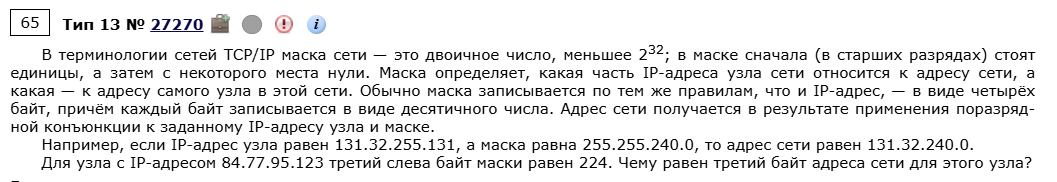 65 Тип 13 № 27270
В терминологии сетей TCP/IP маска сети — это двоичное число, меньшее 2^32; в маске сначала (в старших разрядах) стоят
единицы, а затем с некоторого места нули. Маска определяет, какая часть IP-адреса узла сети относится к адресу сети, а
какая — к адресу самого узла в этой сети. Обычно маска записывается по тем же правилам, что и IP-адрес, — в виде четырёх
байт, причём каждый байт записывается в виде десятичного числа. Адрес сети получается в результате применения поразряд-
ной конъюнкции к заданному IP-адресу узла и маске.
Например, если IP-адрес узла равен 131.32.255.131, а маска равна 255.255.240.0, то адрес сети равен 131.32.240.0.
Для узла с IP-адресом 84.77.95.123 третий слева байт маски равен 224. Чему равен третий байт адреса сети для этого узла?